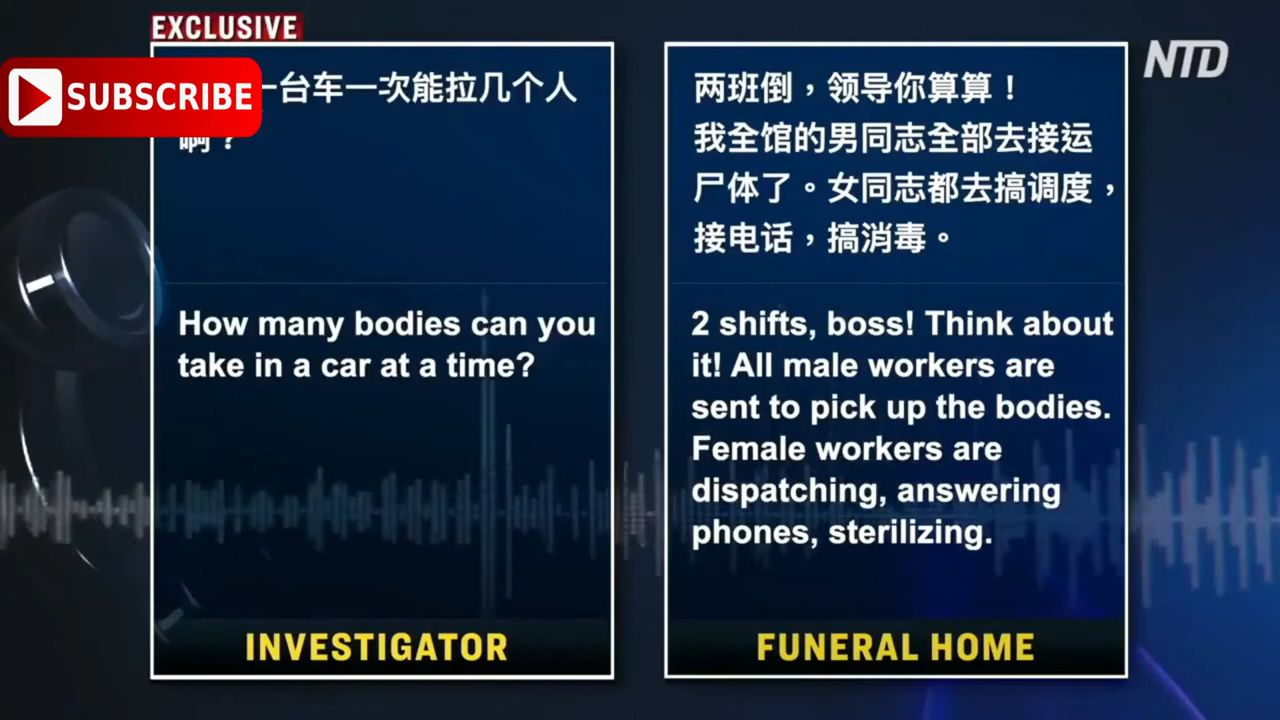 EXCLUSIVE
NTD
SUBSCRIBE
一台车一次能拉几个人
啊？
How many bodies can you
take in a car at a time?
INVESTIGATOR
两班倒，领导你算算！
我全馆的男同志全部去接运
尸体了。女同志都去搞调度，
接电话，搞消毒。
2 shifts, boss! Think about
it! All male workers are
sent to pick up the bodies.
Female workers are
dispatching, answering
phones, sterilizing.
FUNERAL HOME